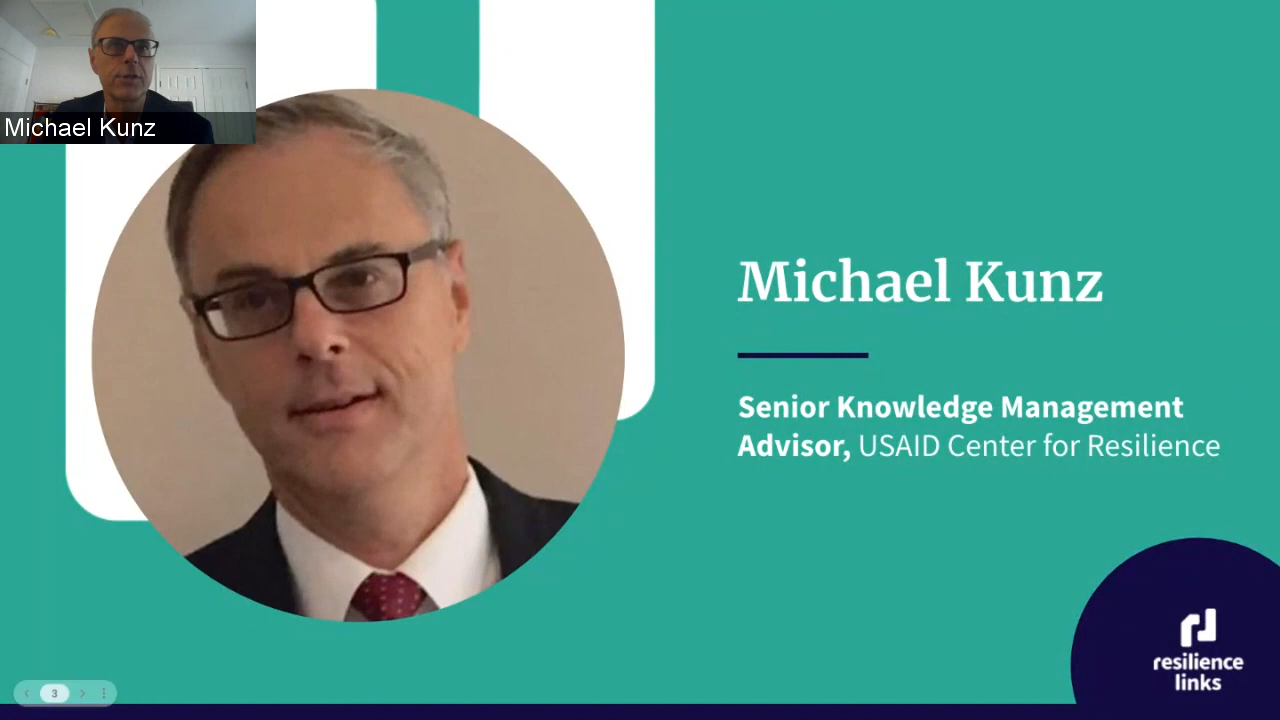 Michael Kunz
Michael Kunz
Senior Knowledge Management
Advisor, USAID Center for Resilience
3
resilience
links